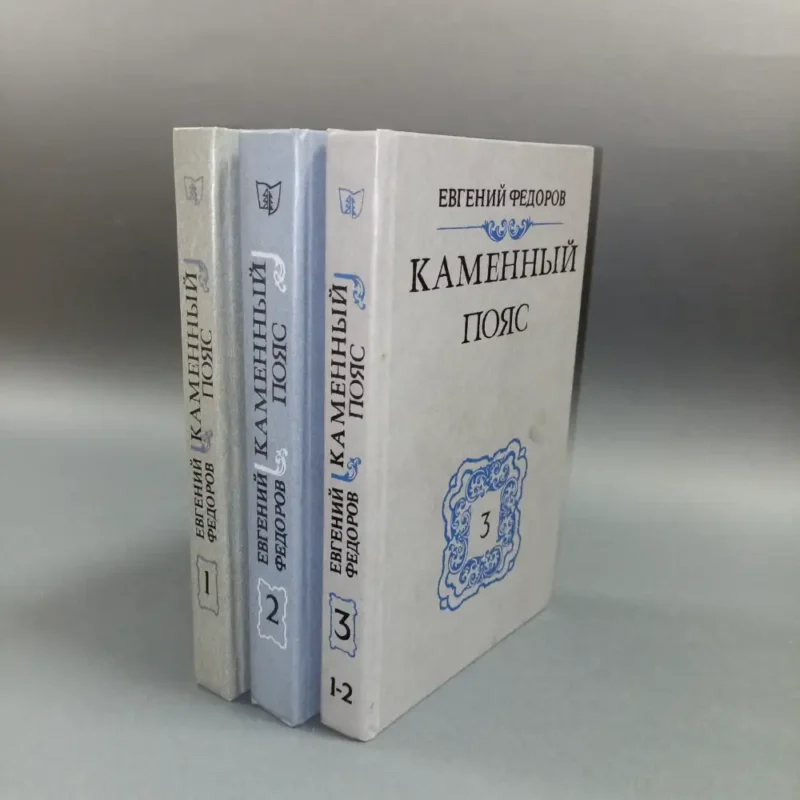 ЕВГЕНИЙ
ФЕДОРОВ
КАМЕННЫЙ
ПОЯС
1
ЕВГЕНИЙ
ФЕДОРОВ
КАМЕННЫЙ
ПОЯС
2
ЕВГЕНИЙ
ФЕДОРОВ
КАМЕННЫЙ
ПОЯС
3
1-2
ЕВГЕНИЙ ФЕДОРОВ
КАМЕННЫЙ
ПОЯС
3